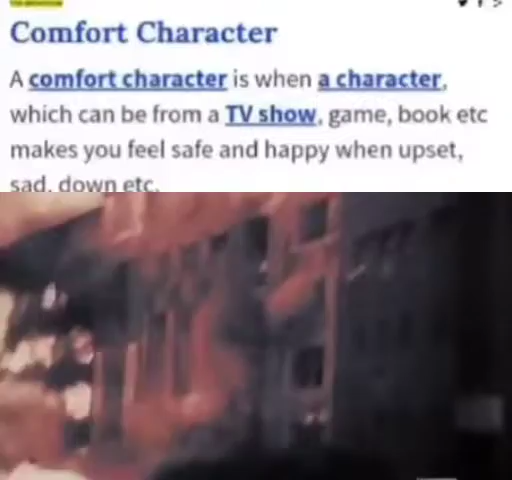 Comfort Character
A comfort character is when a character,
which can be from a TV show, game, book etc
makes you feel safe and happy when upset,
sad, down etc.